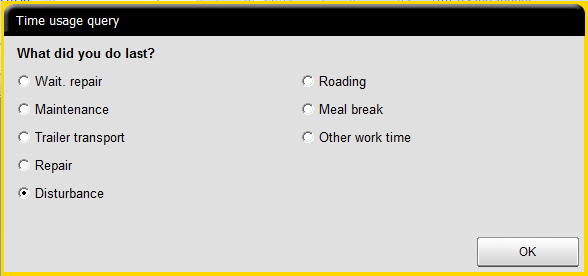 Time usage query
What did you do last?
Wait. repair
Maintenance
Trailer transport
Repair
Disturbance
Roading
Meal break
Other work time
OK